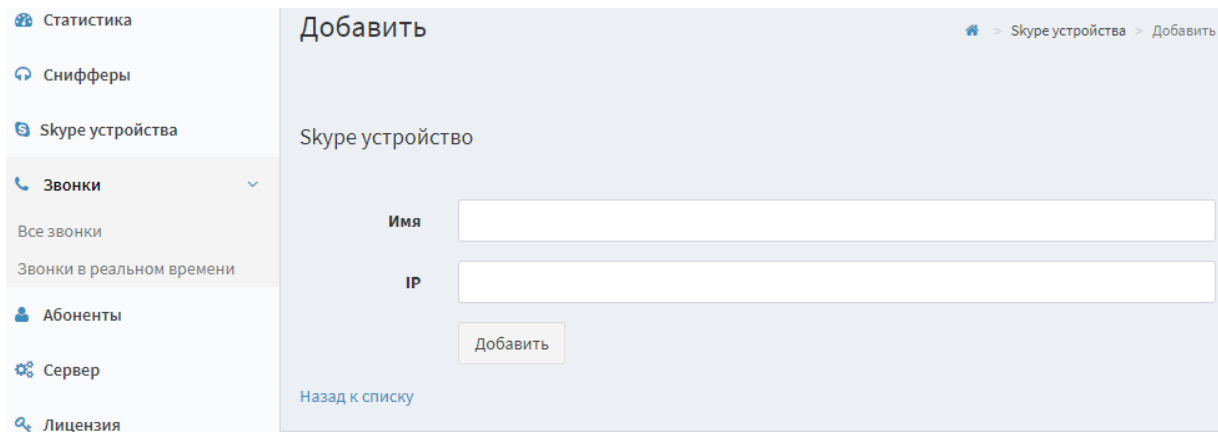 Статистика
Снифферы
Skype устройства
Звонки
Все звонки
Звонки в реальном времени
Абоненты
Сервер
Лицензия
Добавить
> Skype устройства > Добавить
Skype устройство
Имя
IP
Добавить
Назад к списку